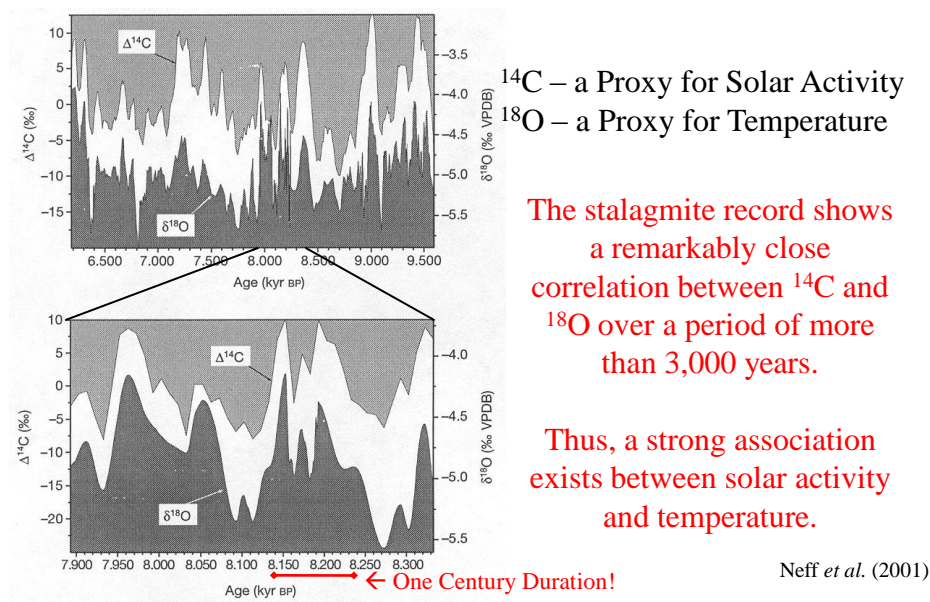 10
5
0
−5
−10
−15
Δ¹⁴C (‰)
Δ¹⁴C
δ¹⁸O
−3.5
−4.0
−4.5
−5.0
−5.5
δ¹⁸O (‰ VPDB)
6.500 7.000 7.500 8.000 8.500 9.000 9.500
Age (kyr BP)
10
5
0
−5
−10
−15
−20
Δ¹⁴C (‰)
Δ¹⁴C
δ¹⁸O
−4.0
−4.5
−5.0
−5.5
δ¹⁸O (‰ VPDB)
7.900 7.950 8.000 8.050 8.100 8.150 8.200 8.250 8.300
Age (kyr BP)
← One Century Duration!
¹⁴C – a Proxy for Solar Activity
¹⁸O – a Proxy for Temperature
The stalagmite record shows
a remarkably close
correlation between ¹⁴C and
¹⁸O over a period of more
than 3,000 years.
Thus, a strong association
exists between solar activity
and temperature.
Neff et al. (2001)